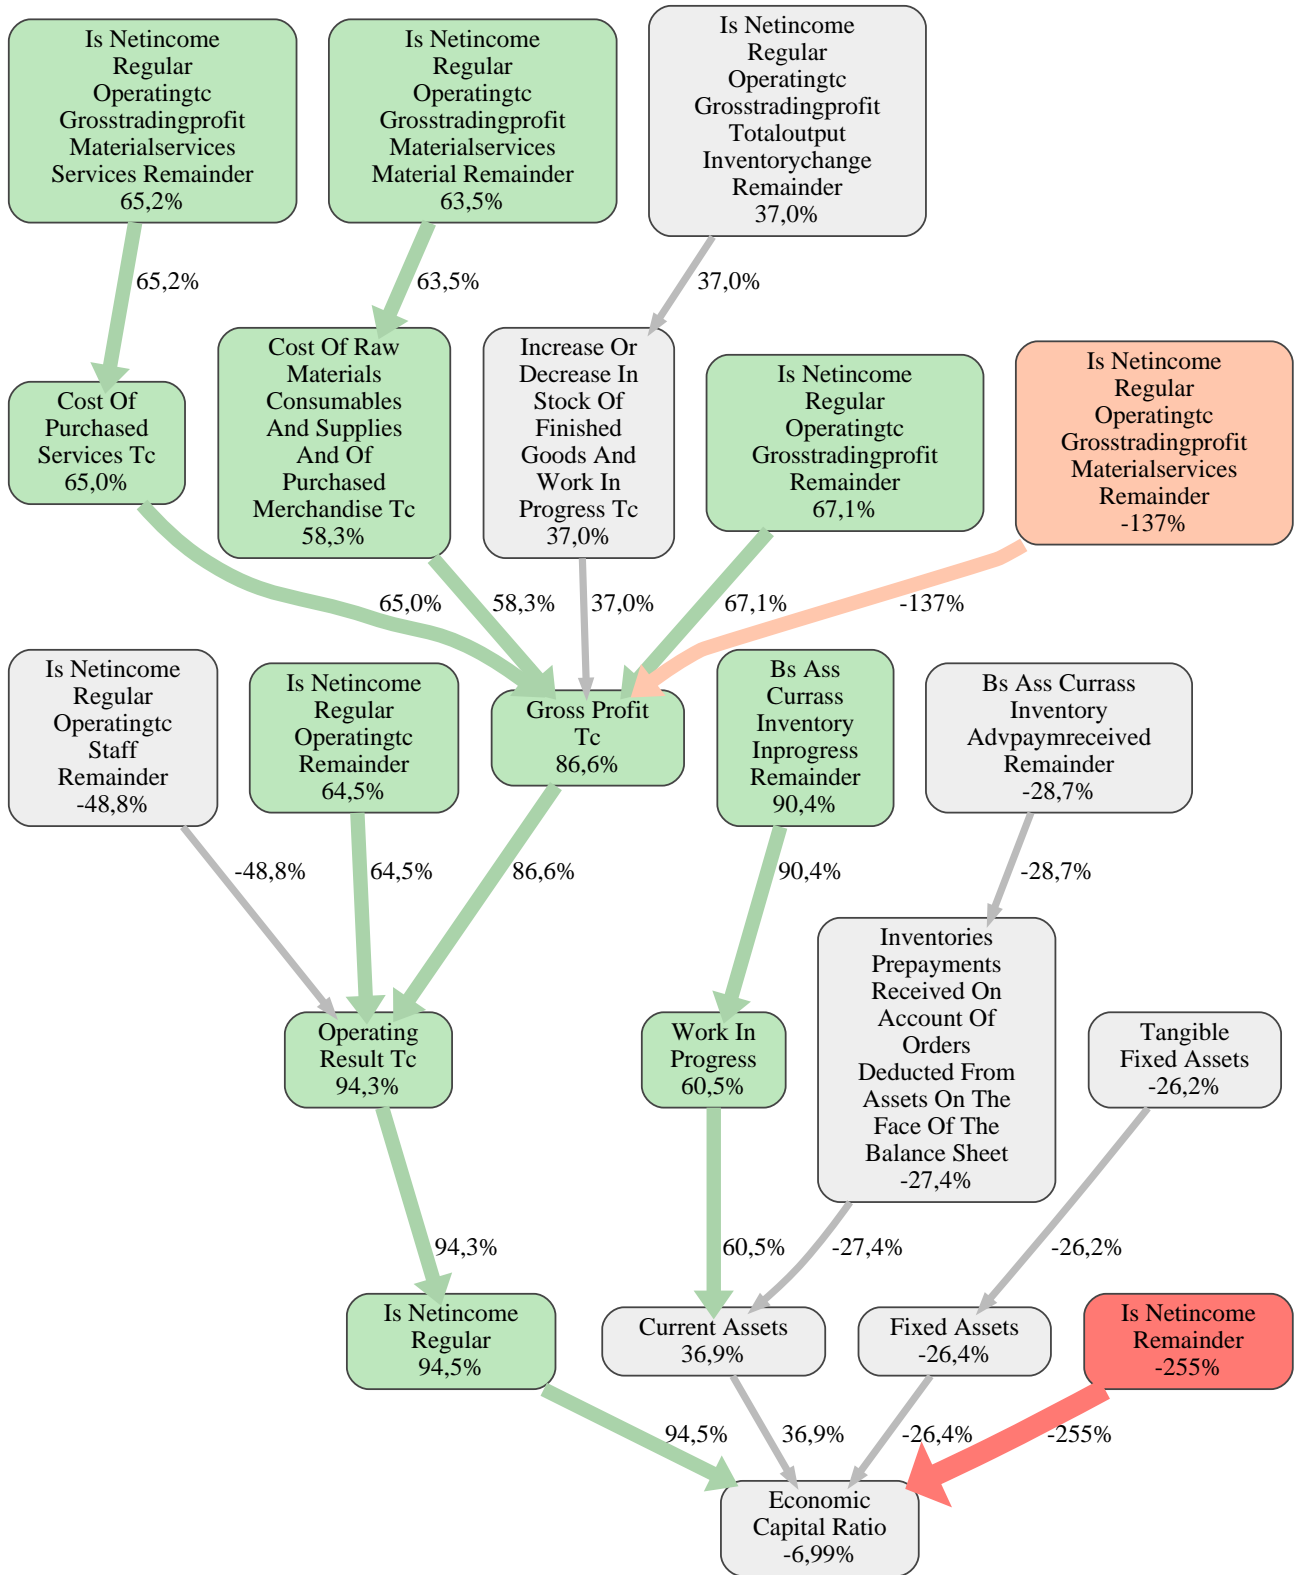 Is Netincome
Regular
Operatingtc
Grosstradingprofit
Materialservices
Services Remainder
65,2%
Is Netincome
Regular
Operatingtc
Grosstradingprofit
Materialservices
Material Remainder
63,5%
Is Netincome
Regular
Operatingtc
Grosstradingprofit
Totaloutput
Inventorychange
Remainder
37,0%
65,2%
63,5%
37,0%
Cost Of
Purchased
Services Tc
65,0%
Cost Of Raw
Materials
Consumables
And Supplies
And Of
Purchased
Merchandise Tc
58,3%
Increase Or
Decrease In
Stock Of
Finished
Goods And
Work In
Progress Tc
37,0%
Is Netincome
Regular
Operatingtc
Grosstradingprofit
Remainder
67,1%
Is Netincome
Regular
Operatingtc
Grosstradingprofit
Materialservices
Remainder
-137%
65,0%
58,3%
37,0%
67,1%
-137%
Is Netincome
Regular
Operatingtc
Staff
Remainder
-48,8%
Is Netincome
Regular
Operatingtc
Remainder
64,5%
Gross Profit
Tc
86,6%
Bs Ass
Currass
Inventory
Inprogress
Remainder
90,4%
Bs Ass Currass
Inventory
Advpaymreceived
Remainder
-28,7%
-48,8%
64,5%
86,6%
90,4%
-28,7%
Operating
Result Tc
94,3%
Work In
Progress
60,5%
Inventories
Prepayments
Received On
Account Of
Orders
Deducted From
Assets On The
Face Of The
Balance Sheet
-27,4%
Tangible
Fixed Assets
-26,2%
94,3%
60,5%
-27,4%
-26,2%
Is Netincome
Regular
94,5%
Current Assets
36,9%
Fixed Assets
-26,4%
Is Netincome
Remainder
-255%
94,5%
36,9%
-26,4%
-255%
Economic
Capital Ratio
-6,99%